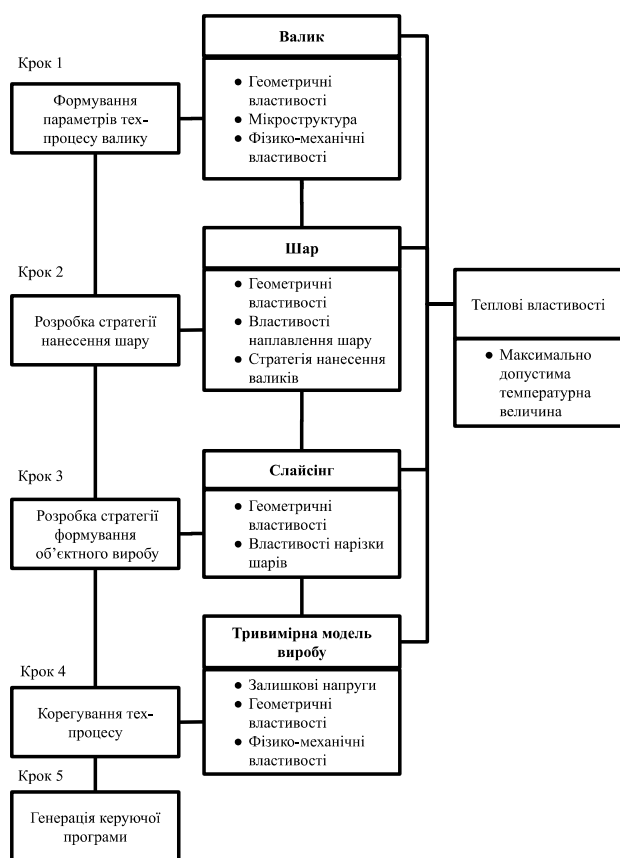 Валик
Крок 1
Формування
параметрів тех-
процесу валику
● Геометричні
властивості
● Мікроструктура
● Фізико-механічні
властивості
Шар
Крок 2
Розробка стратегії
нанесення шару
● Геометричні
властивості
● Властивості
наплавлення шару
● Стратегія нанесення
валиків
Теплові властивості
● Максимально
допустима
температурна
величина
Слайсінг
Крок 3
Розробка стратегії
формування
об’єктного виробу
● Геометричні
властивості
● Властивості нарізки
шарів
Тривимірна модель
виробу
Крок 4
Корегування тех-
процесу
● Залишкові напруги
● Геометричні
властивості
● Фізико-механічні
властивості
Крок 5
Генерація керуючої
програми